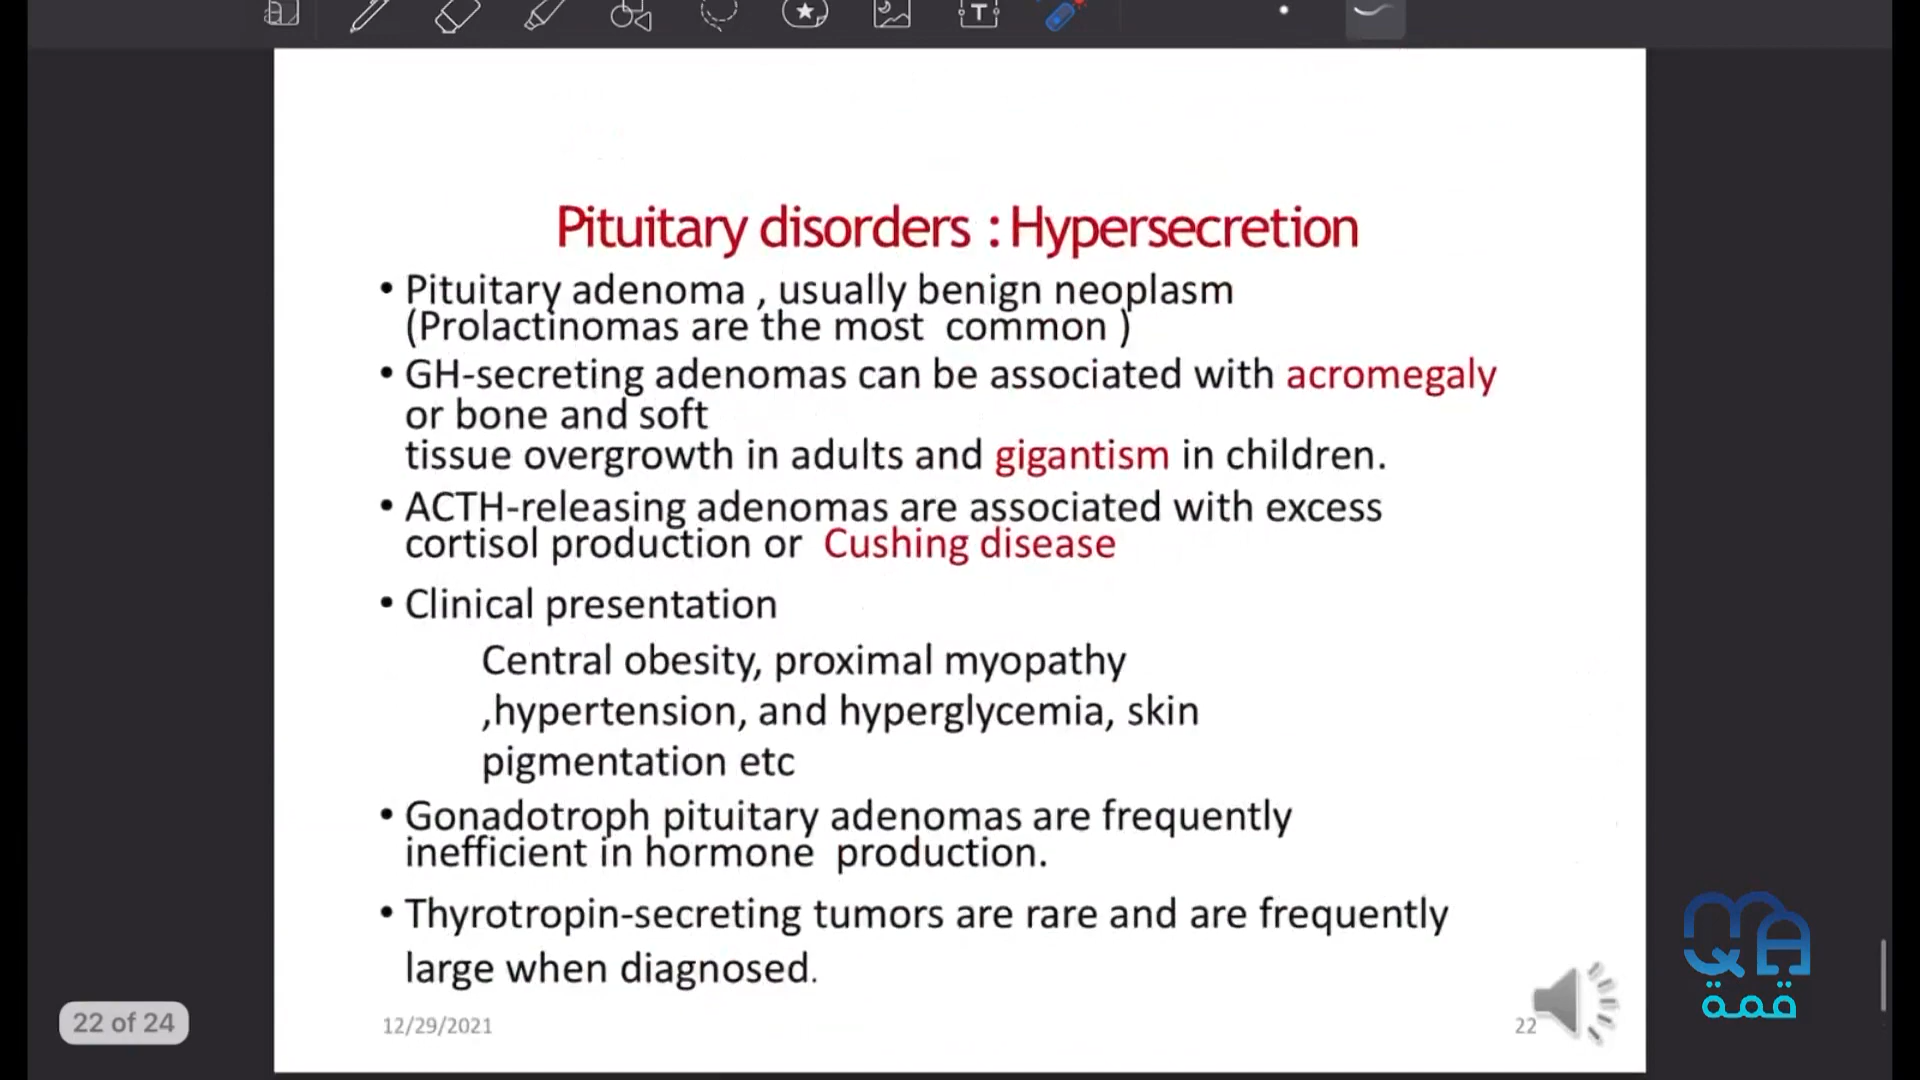 Pituitary disorders : Hypersecretion
• Pituitary adenoma , usually benign neoplasm
(Prolactinomas are the most common )
• GH-secreting adenomas can be associated with acromegaly
or bone and soft
tissue overgrowth in adults and gigantism in children.
• ACTH-releasing adenomas are associated with excess
cortisol production or Cushing disease
• Clinical presentation
Central obesity, proximal myopathy
,hypertension, and hyperglycemia, skin
pigmentation etc
• Gonadotroph pituitary adenomas are frequently
inefficient in hormone production.
• Thyrotropin-secreting tumors are rare and are frequently
large when diagnosed.
22 of 24
12/29/2021
22
قمة